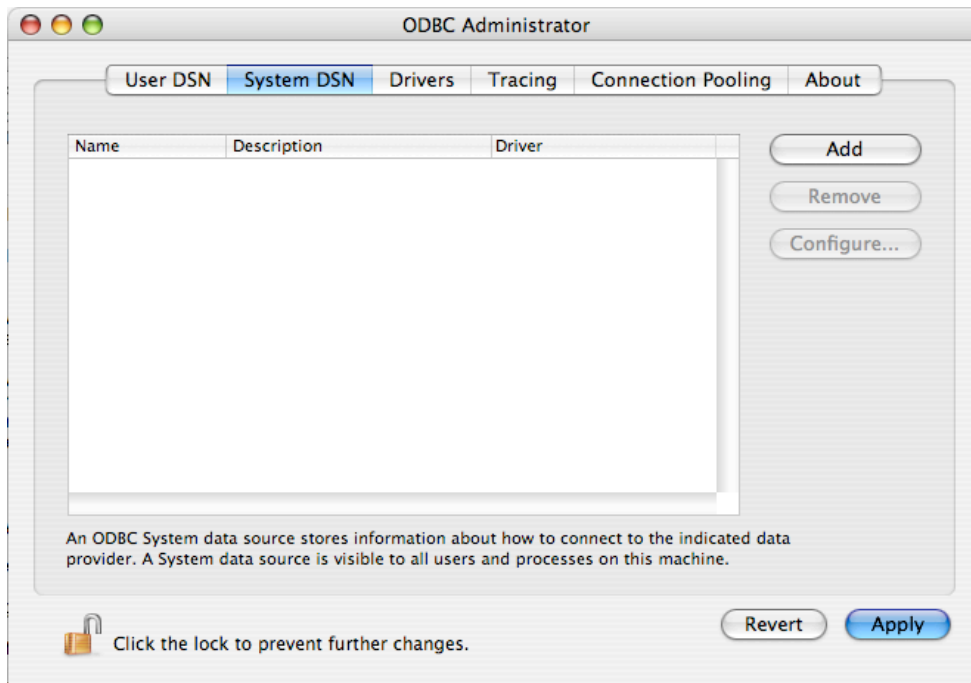 ODBC Administrator
User DSN System DSN Drivers Tracing Connection Pooling About
Name Description Driver
Add
Remove
Configure...
An ODBC System data source stores information about how to connect to the indicated data
provider. A System data source is visible to all users and processes on this machine.
Click the lock to prevent further changes.
Revert Apply